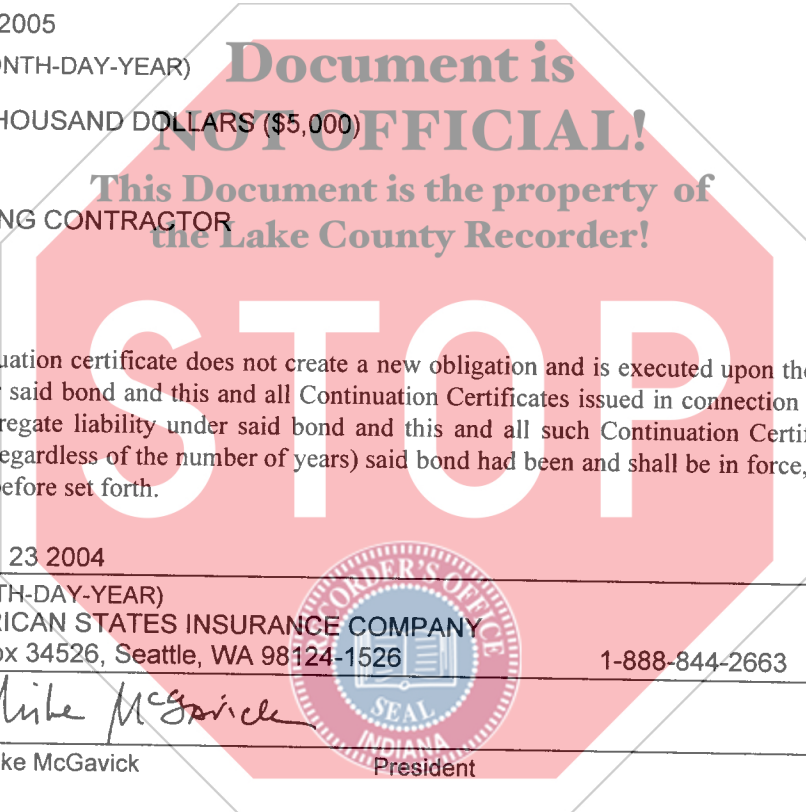 2005
ONTH-DAY-YEAR)
Document is
HOUSAND DOLLARS ($5,000)
NOT OFFICIAL!
This Document is the property of
NG CONTRACTOR
the Lake County Recorder!
STOP
uation certificate does not create a new obligation and is executed upon the
said bond and this and all Continuation Certificates issued in connection
regate liability under said bond and this and all such Continuation Certif
egardless of the number of years) said bond had been and shall be in force,
before set forth.
23 2004
TH-DAY-YEAR)
RICAN STATES INSURANCE COMPANY
ox 34526, Seattle, WA 98124-1526 1-888-844-2663
Mike McGavick
ke McGavick President
RECORDER'S OFFICE
SEAL
INDIANA